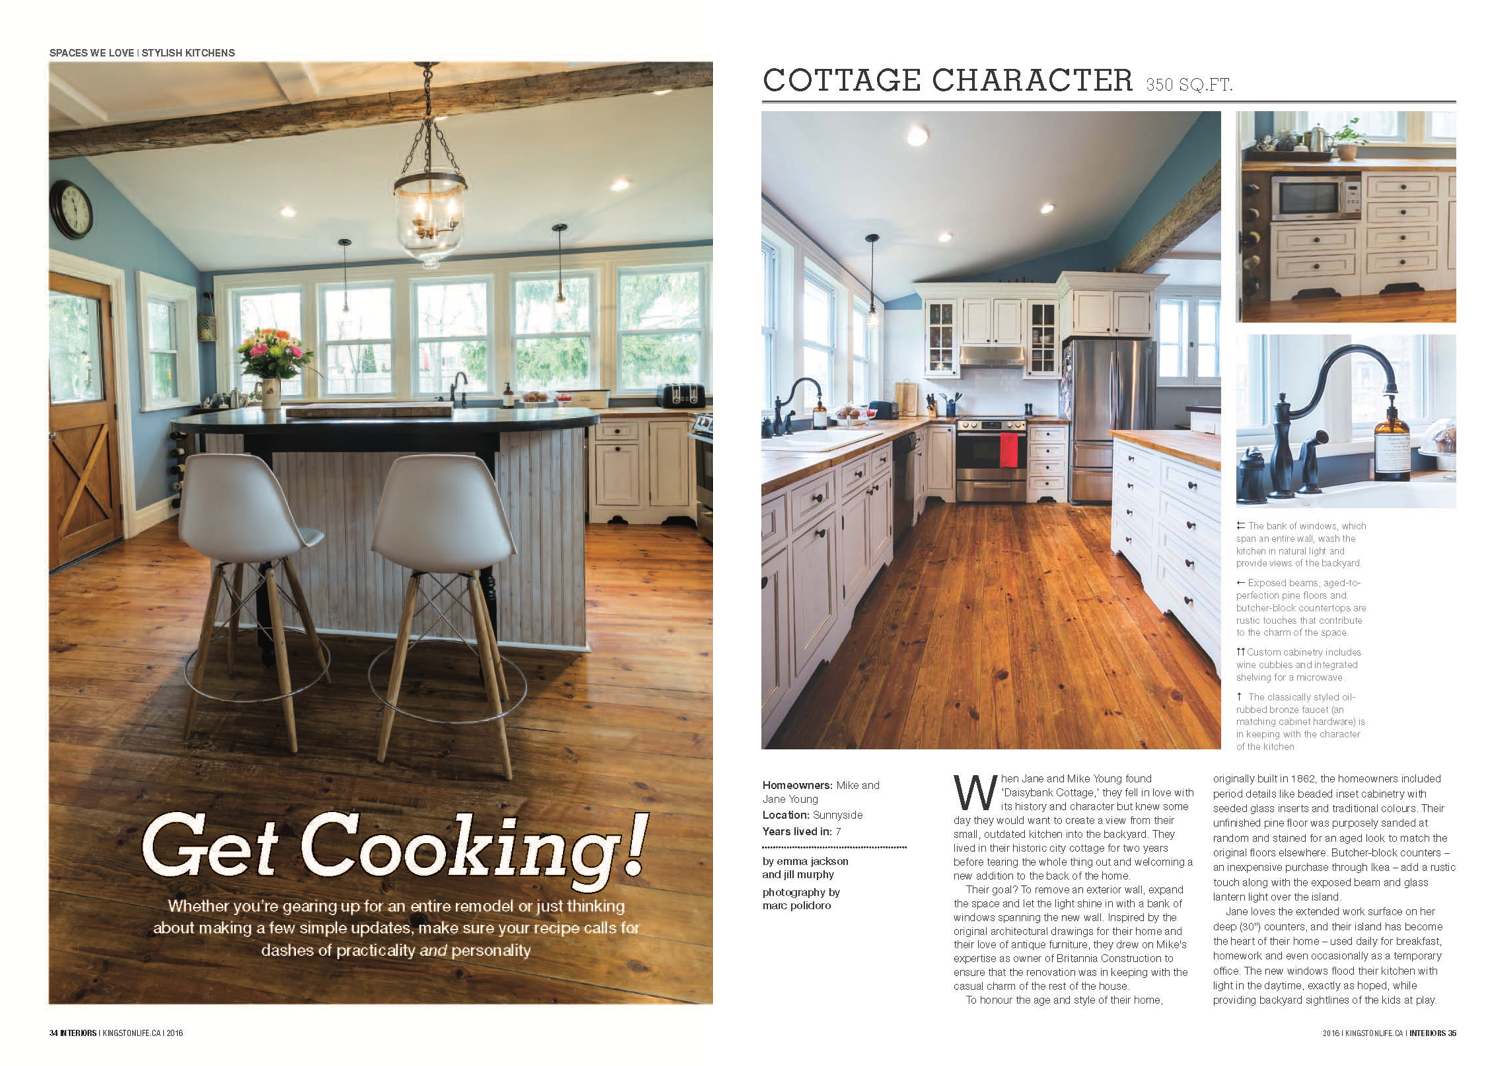 SPACES WE LOVE | STYLISH KITCHENS
Get Cooking!
Whether you're gearing up for an entire remodel or just thinking
about making a few simple updates, make sure your recipe calls for
dashes of practicality and personality
34 INTERIORS | KINGSTONLIFE.CA | 2016
COTTAGE CHARACTER 350 SQ.FT.
⇇ The bank of windows, which
span an entire wall, wash the
kitchen in natural light and
provide views of the backyard.
← Exposed beams, aged-to-
perfection pine floors and
butcher-block countertops are
rustic touches that contribute
to the charm of the space
↑↑ Custom cabinetry includes
wine cubbies and integrated
shelving for a microwave.
↑ The classically styled oil-
rubbed bronze faucet (an
matching cabinet hardware) is
in keeping with the character
of the kitchen.
Homeowners: Mike and
Jane Young
Location: Sunnyside
Years lived in: 7
by emma jackson
and jill murphy
photography by
marc polidoro
When Jane and Mike Young found
'Daisybank Cottage,' they fell in love with
its history and character but knew some
day they would want to create a view from their
small, outdated kitchen into the backyard. They
lived in their historic city cottage for two years
before tearing the whole thing out and welcoming a
new addition to the back of the home.
Their goal? To remove an exterior wall, expand
the space and let the light shine in with a bank of
windows spanning the new wall. Inspired by the
original architectural drawings for their home and
their love of antique furniture, they drew on Mike's
expertise as owner of Britannia Construction to
ensure that the renovation was in keeping with the
casual charm of the rest of the house.
To honour the age and style of their home,
originally built in 1862, the homeowners included
period details like beaded inset cabinetry with
seeded glass inserts and traditional colours. Their
unfinished pine floor was purposely sanded at
random and stained for an aged look to match the
original floors elsewhere. Butcher-block counters –
an inexpensive purchase through Ikea – add a rustic
touch along with the exposed beam and glass
lantern light over the island.
Jane loves the extended work surface on her
deep (30") counters, and their island has become
the heart of their home – used daily for breakfast,
homework and even occasionally as a temporary
office. The new windows flood their kitchen with
light in the daytime, exactly as hoped, while
providing backyard sightlines of the kids at play.
2016 | KINGSTONLIFE.CA | INTERIORS 35